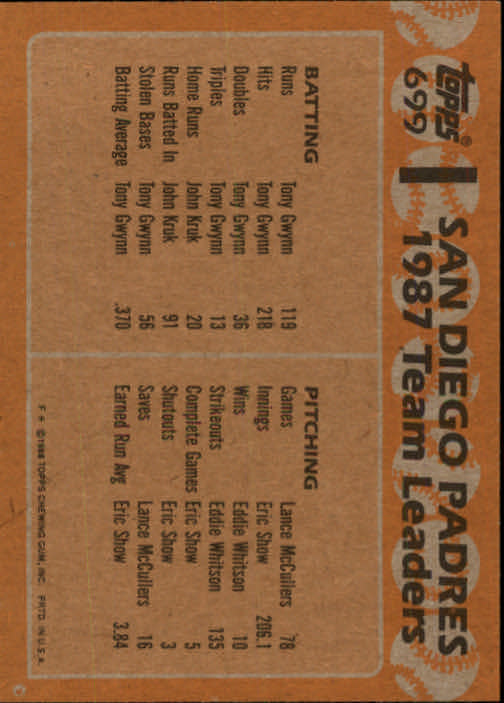 topps®
699
SAN DIEGO PADRES
1987 Team Leaders
BATTING
Runs Tony Gwynn 119
Hits Tony Gwynn 218
Doubles Tony Gwynn 36
Triples Tony Gwynn 13
Home Runs John Kruk 20
Runs Batted In John Kruk 91
Stolen Bases Tony Gwynn 56
Batting Average Tony Gwynn .370
PITCHING
Games Lance McCullers 78
Innings Eric Show 206.1
Wins Eddie Whitson 10
Strikeouts Eddie Whitson 135
Complete Games Eric Show 5
Shutouts Eric Show 3
Saves Lance McCullers 16
Earned Run Avg Eric Show 3.84
F * © 1988 TOPPS CHEWING GUM, INC. PRTD. IN U.S.A.